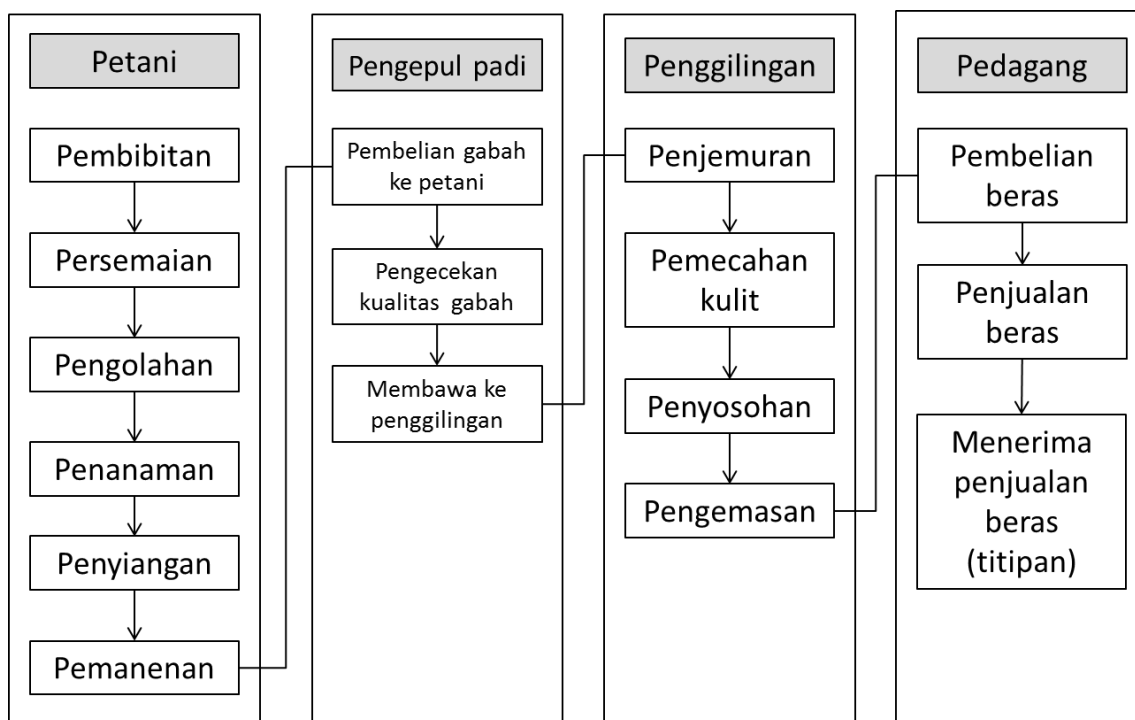 Petani
Pembibitan
Persemaian
Pengolahan
Penanaman
Penyiangan
Pemanenan
Pengepul padi
Pembelian gabah
ke petani
Pengecekan
kualitas gabah
Membawa ke
penggilingan
Penggilingan
Penjemuran
Pemecahan
kulit
Penyosohan
Pengemasan
Pedagang
Pembelian
beras
Penjualan
beras
Menerima
penjualan
beras
(titipan)